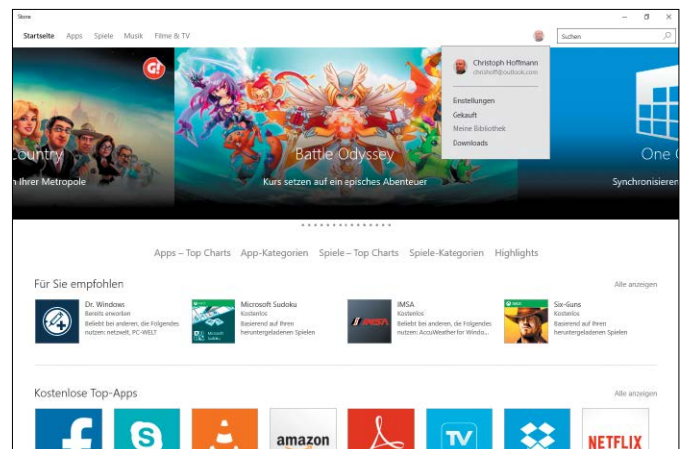 Store
Startseite Apps Spiele Musik Filme & TV
Suchen
G!
Christoph Hoffmann
christoff@outlook.com
Einstellungen
Gekauft
Meine Bibliothek
Downloads
ountry
n Ihrer Metropole
Battle Odyssey
Kurs setzen auf ein episches Abenteuer
One
Synchronisieren
Apps – Top Charts App-Kategorien Spiele – Top Charts Spiele-Kategorien Highlights
Für Sie empfohlen
Alle anzeigen
Dr. Windows
Bereits erworben
Beliebt bei anderen, die Folgendes
nutzen: netzwelt, PC-WELT
Microsoft Sudoku
Kostenlos
Basierend auf Ihren
heruntergeladenen Spielen
IMSA
IMSA
Kostenlos
Beliebt bei anderen, die Folgendes
nutzen: AccuWeather for Windo...
Six-Guns
Kostenlos
Basierend auf Ihren
heruntergeladenen Spielen
Kostenlose Top-Apps
Alle anzeigen
amazon
TV
NETFLIX